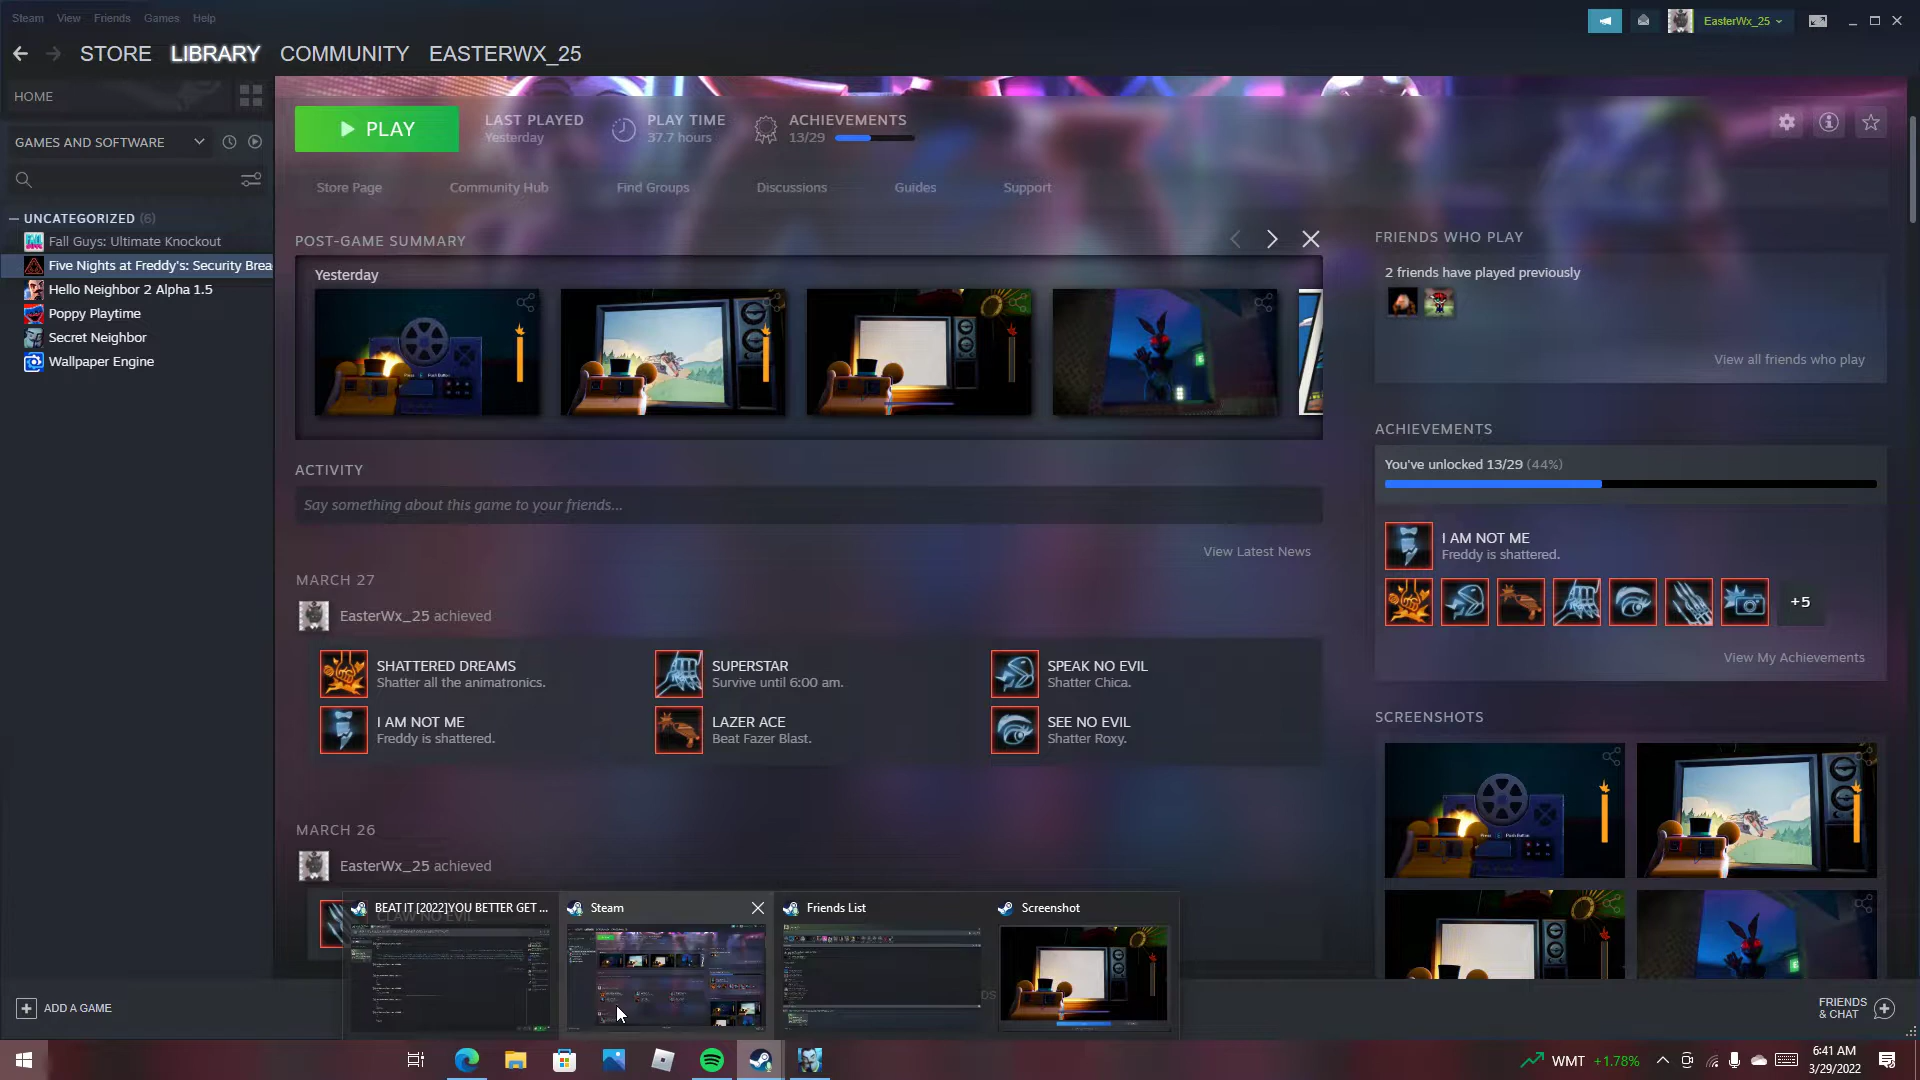 Steam View Friends Games Help
EasterWx_25
STORE LIBRARY COMMUNITY EASTERWX_25
HOME
GAMES AND SOFTWARE
UNCATEGORIZED (6)
Fall Guys: Ultimate Knockout
Five Nights at Freddy's: Security Brea
Hello Neighbor 2 Alpha 1.5
Poppy Playtime
Secret Neighbor
Wallpaper Engine
ADD A GAME
PLAY
LAST PLAYED
Yesterday
PLAY TIME
37.7 hours
ACHIEVEMENTS
13/29
Store Page Community Hub Find Groups Discussions Guides Support
POST-GAME SUMMARY
Yesterday
ACTIVITY
Say something about this game to your friends...
View Latest News
MARCH 27
EasterWx_25 achieved
SHATTERED DREAMS
Shatter all the animatronics.
SUPERSTAR
Survive until 6:00 am.
SPEAK NO EVIL
Shatter Chica.
I AM NOT ME
Freddy is shattered.
LAZER ACE
Beat Fazer Blast.
SEE NO EVIL
Shatter Roxy.
MARCH 26
EasterWx_25 achieved
CLAW NO EVIL
FRIENDS WHO PLAY
2 friends have played previously
View all friends who play
ACHIEVEMENTS
You've unlocked 13/29 (44%)
I AM NOT ME
Freddy is shattered.
+5
View My Achievements
SCREENSHOTS
FRIENDS
& CHAT
BEAT IT [2022]YOU BETTER GET ...
Steam
Friends List
Screenshot
WMT +1.78%
6:41 AM
3/29/2022